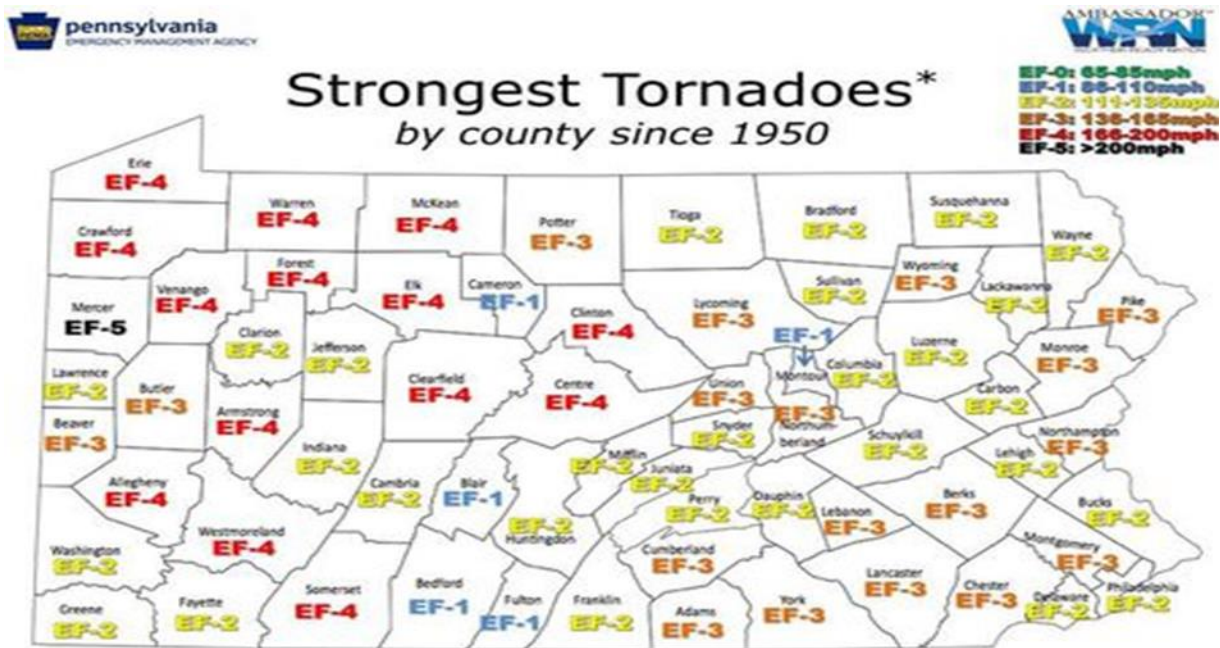 pennsylvania
EMERGENCY MANAGEMENT AGENCY
AMBASSADOR™
WRN
WEATHER-READY NATION
Strongest Tornadoes*
by county since 1950
EF-0: 65-85mph
EF-1: 86-110mph
EF-2: 111-135mph
EF-3: 136-165mph
EF-4: 166-200mph
EF-5: >200mph
Erie
EF-4
Crawford
EF-4
Warren
EF-4
McKean
EF-4
Potter
EF-3
Tioga
EF-2
Bradford
EF-2
Susquehanna
EF-2
Wayne
EF-2
Mercer
EF-5
Venango
EF-4
Forest
EF-4
Elk
EF-4
Cameron
EF-1
Clinton
EF-4
Lycoming
EF-3
Sullivan
EF-2
Wyoming
EF-3
Lackawanna
EF-2
Pike
EF-3
Lawrence
EF-2
Butler
EF-3
Clarion
EF-2
Jefferson
EF-2
Clearfield
EF-4
Centre
EF-4
Union
EF-3
EF-1
Montour
Columbia
EF-2
Luzerne
EF-2
Monroe
EF-3
Carbon
EF-2
Beaver
EF-3
Armstrong
EF-4
Indiana
EF-2
Snyder
EF-2
EF-3
Northum-
berland
Schuylkill
EF-2
Lehigh
EF-2
Northampton
EF-3
Allegheny
EF-4
Westmoreland
EF-4
Cambria
EF-2
Blair
EF-1
Mifflin
EF-2
Juniata
EF-2
EF-2
Huntingdon
Perry
EF-2
Dauphin
EF-2
Lebanon
EF-3
Berks
EF-3
Bucks
EF-2
Washington
EF-2
Greene
EF-2
Fayette
EF-2
Somerset
EF-4
Bedford
EF-1
Fulton
EF-1
Franklin
EF-2
Cumberland
EF-3
Adams
EF-3
York
EF-3
Lancaster
EF-3
Chester
EF-3
Montgtimery
EF-3
Delaware
EF-2
Philadelphia
EF-2